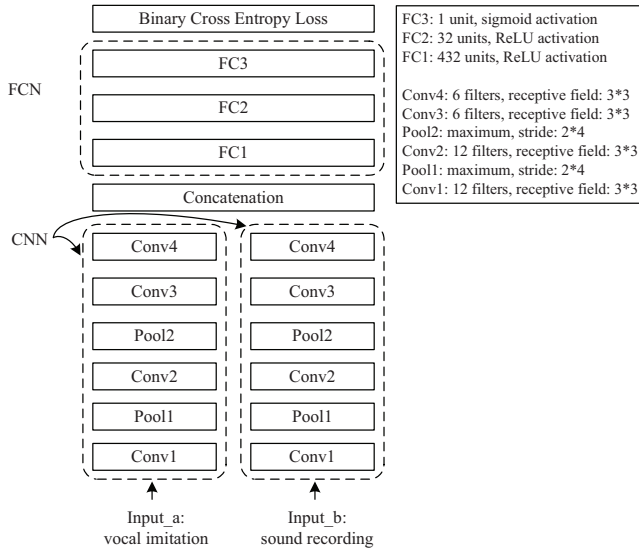 Binary Cross Entropy Loss
FCN
FC3
FC2
FC1
Concatenation
CNN
Conv4
Conv3
Pool2
Conv2
Pool1
Conv1
Conv4
Conv3
Pool2
Conv2
Pool1
Conv1
Input_a:
vocal imitation
Input_b:
sound recording
FC3: 1 unit, sigmoid activation
FC2: 32 units, ReLU activation
FC1: 432 units, ReLU activation
Conv4: 6 filters, receptive field: 3*3
Conv3: 6 filters, receptive field: 3*3
Pool2: maximum, stride: 2*4
Conv2: 12 filters, receptive field: 3*3
Pool1: maximum, stride: 2*4
Conv1: 12 filters, receptive field: 3*3